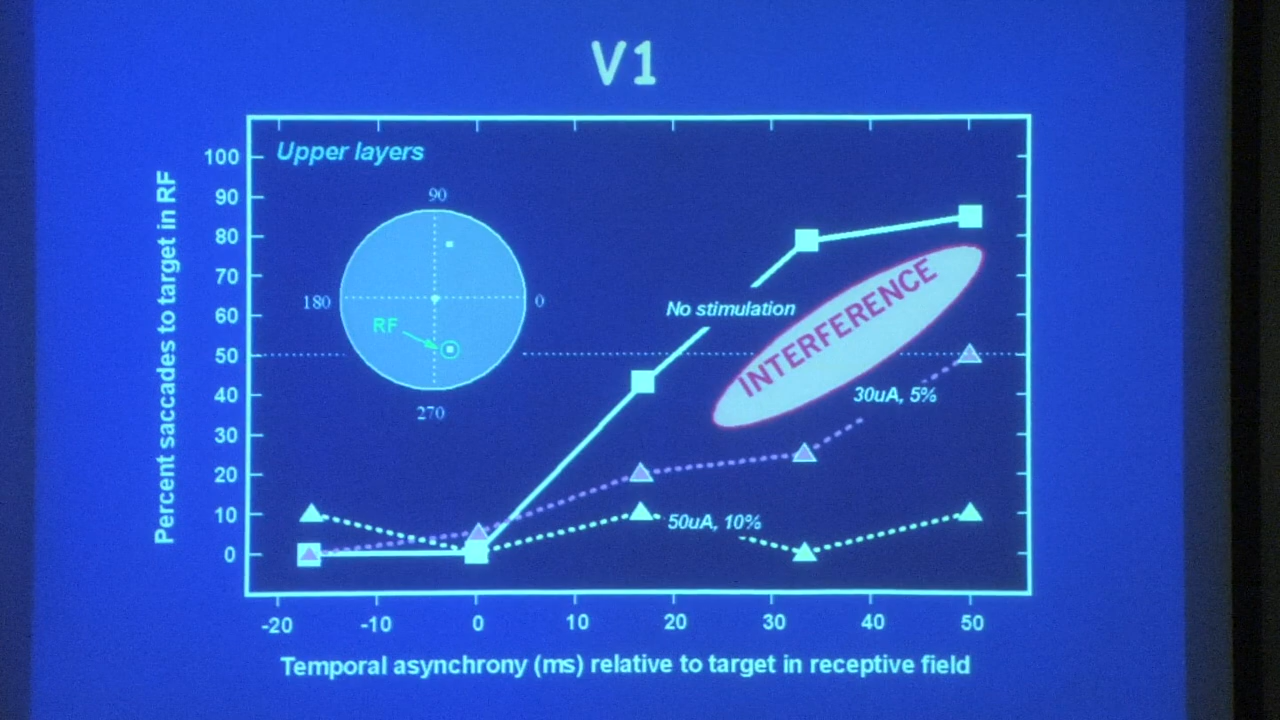 V1
Upper layers
100
90
80
70
60
50
40
30
20
10
0
Percent saccades to target in RF
90
180
0
RF
270
No stimulation
INTERFERENCE
30uA, 5%
50uA, 10%
-20
-10
0
10
20
30
40
50
Temporal asynchrony (ms) relative to target in receptive field